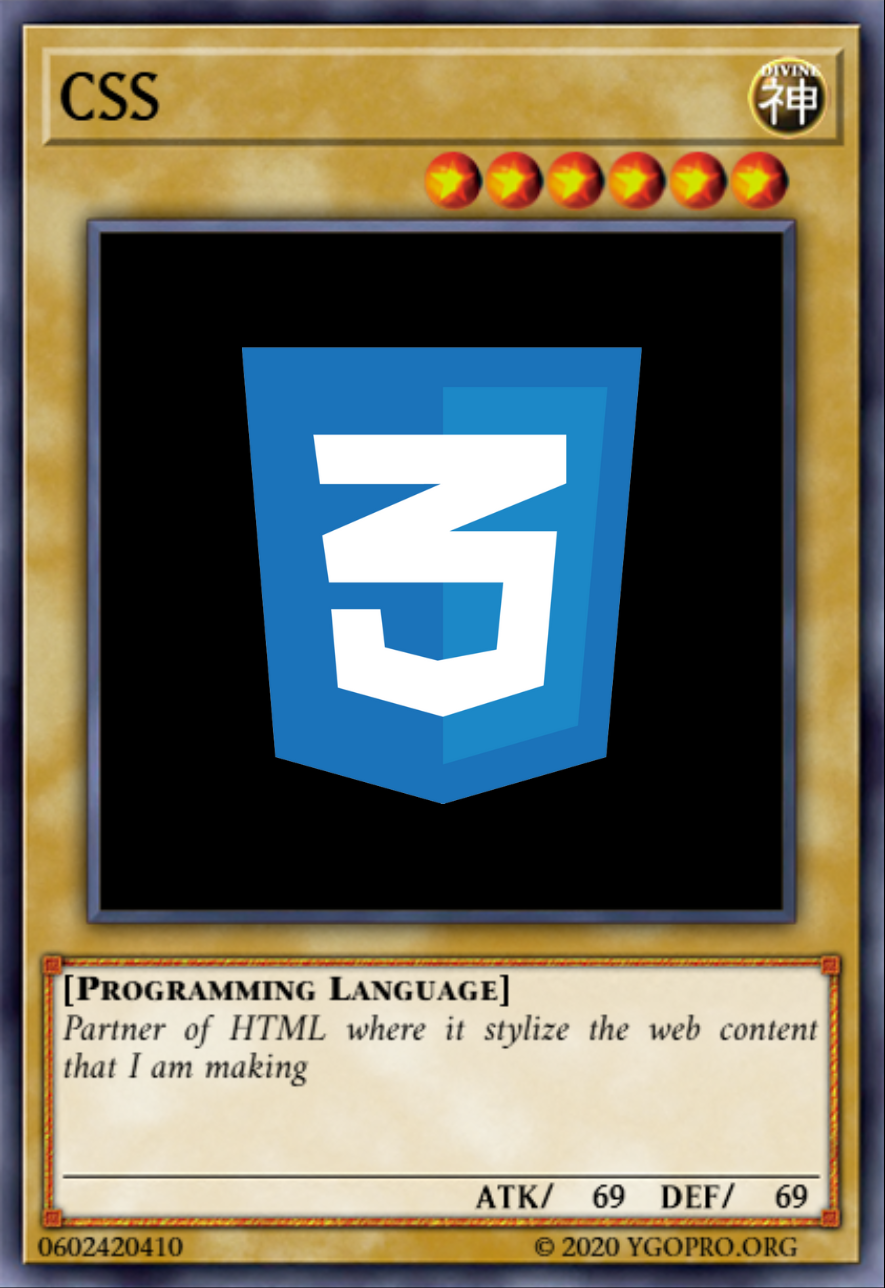 CSS
DIVINE
神
3
[PROGRAMMING LANGUAGE]
Partner of HTML where it stylize the web content
that I am making
ATK/ 69 DEF/ 69
0602420410
© 2020 YGOPRO.ORG